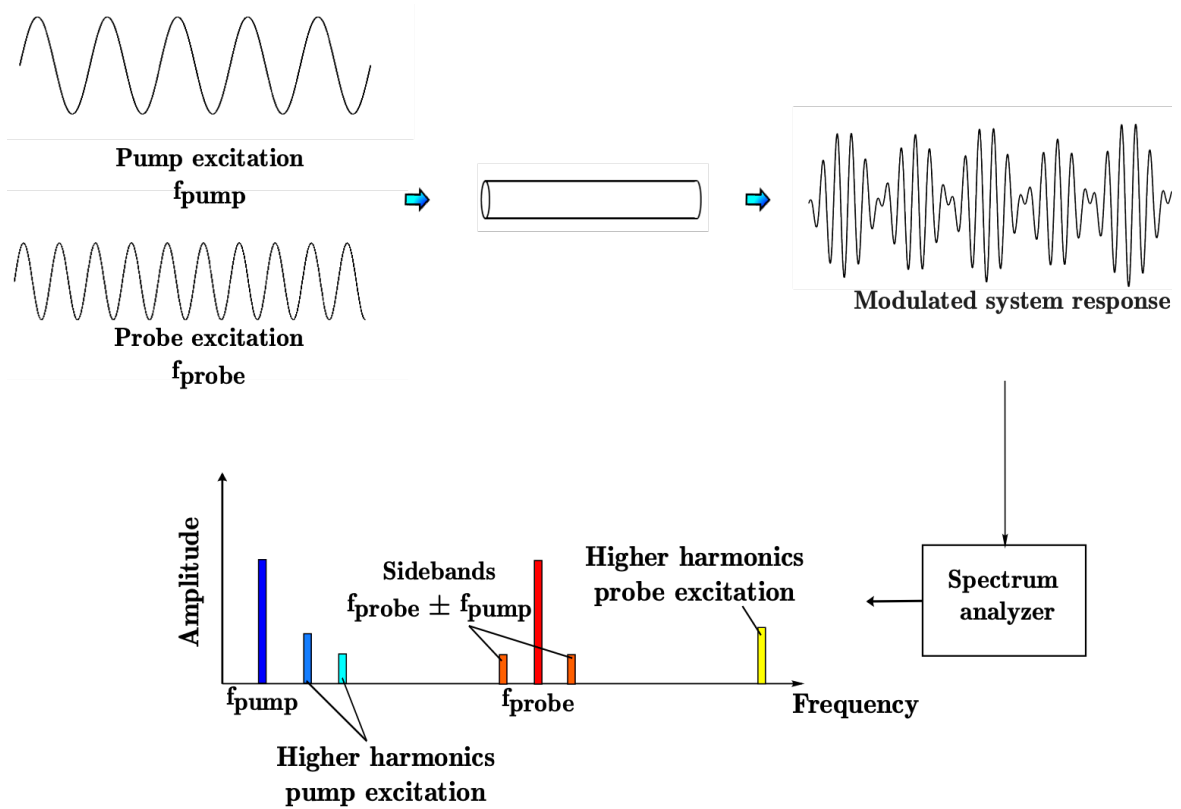 Pump excitation
fpump
Probe excitation
fprobe
Modulated system response
Spectrum
analyzer
Amplitude
Sidebands
fprobe ± fpump
Higher harmonics
probe excitation
fpump
fprobe
Frequency
Higher harmonics
pump excitation